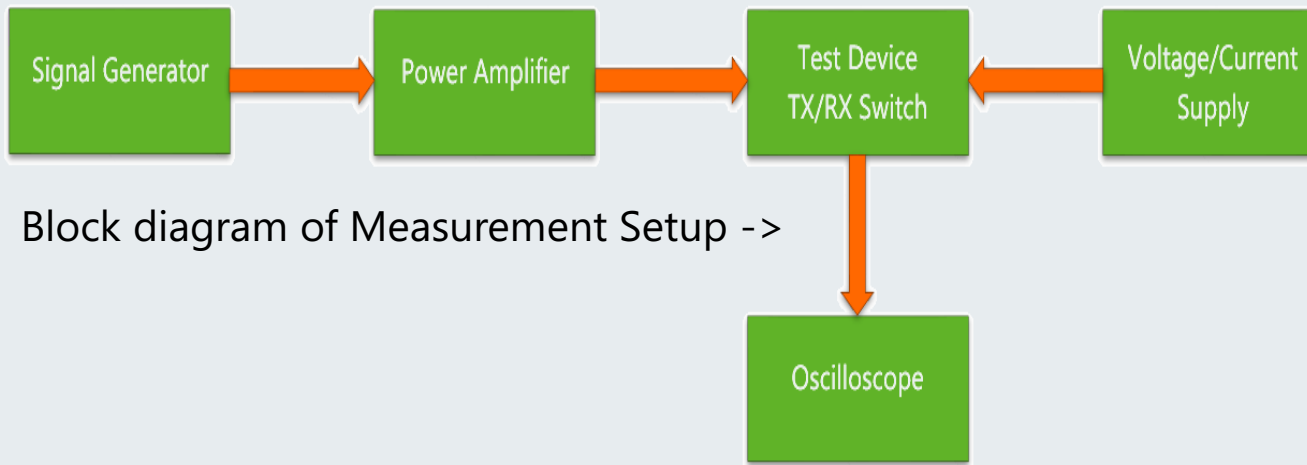 Signal Generator
Power Amplifier
Test Device
TX/RX Switch
Voltage/Current
Supply
Block diagram of Measurement Setup ->
Oscilloscope